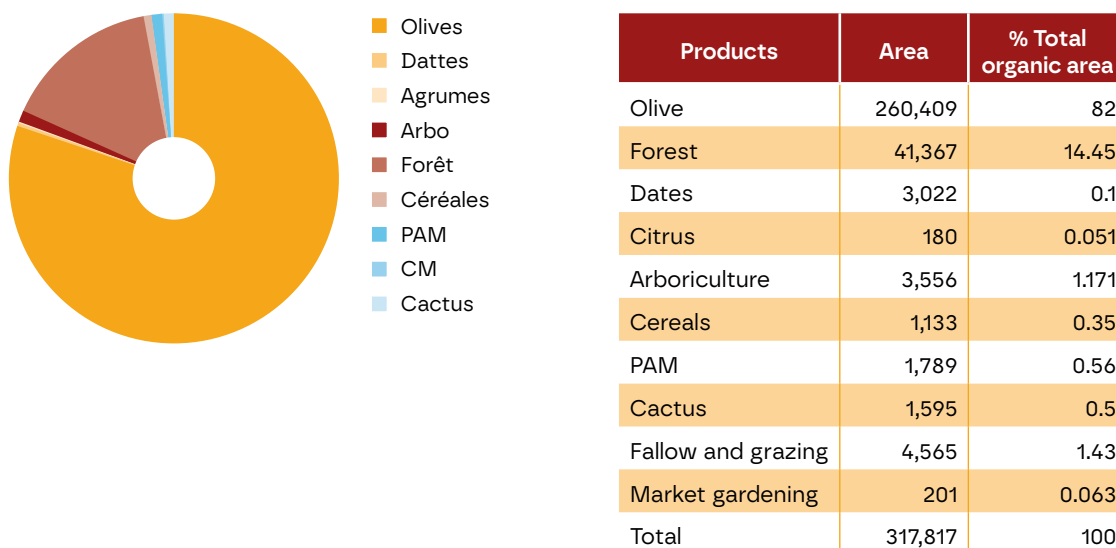 Olives
Dattes
Agrumes
Arbo
Forêt
Céréales
PAM
CM
Cactus
Products Area % Total organic area
Olive 260,409 82
Forest 41,367 14.45
Dates 3,022 0.1
Citrus 180 0.051
Arboriculture 3,556 1.171
Cereals 1,133 0.35
PAM 1,789 0.56
Cactus 1,595 0.5
Fallow and grazing 4,565 1.43
Market gardening 201 0.063
Total 317,817 100